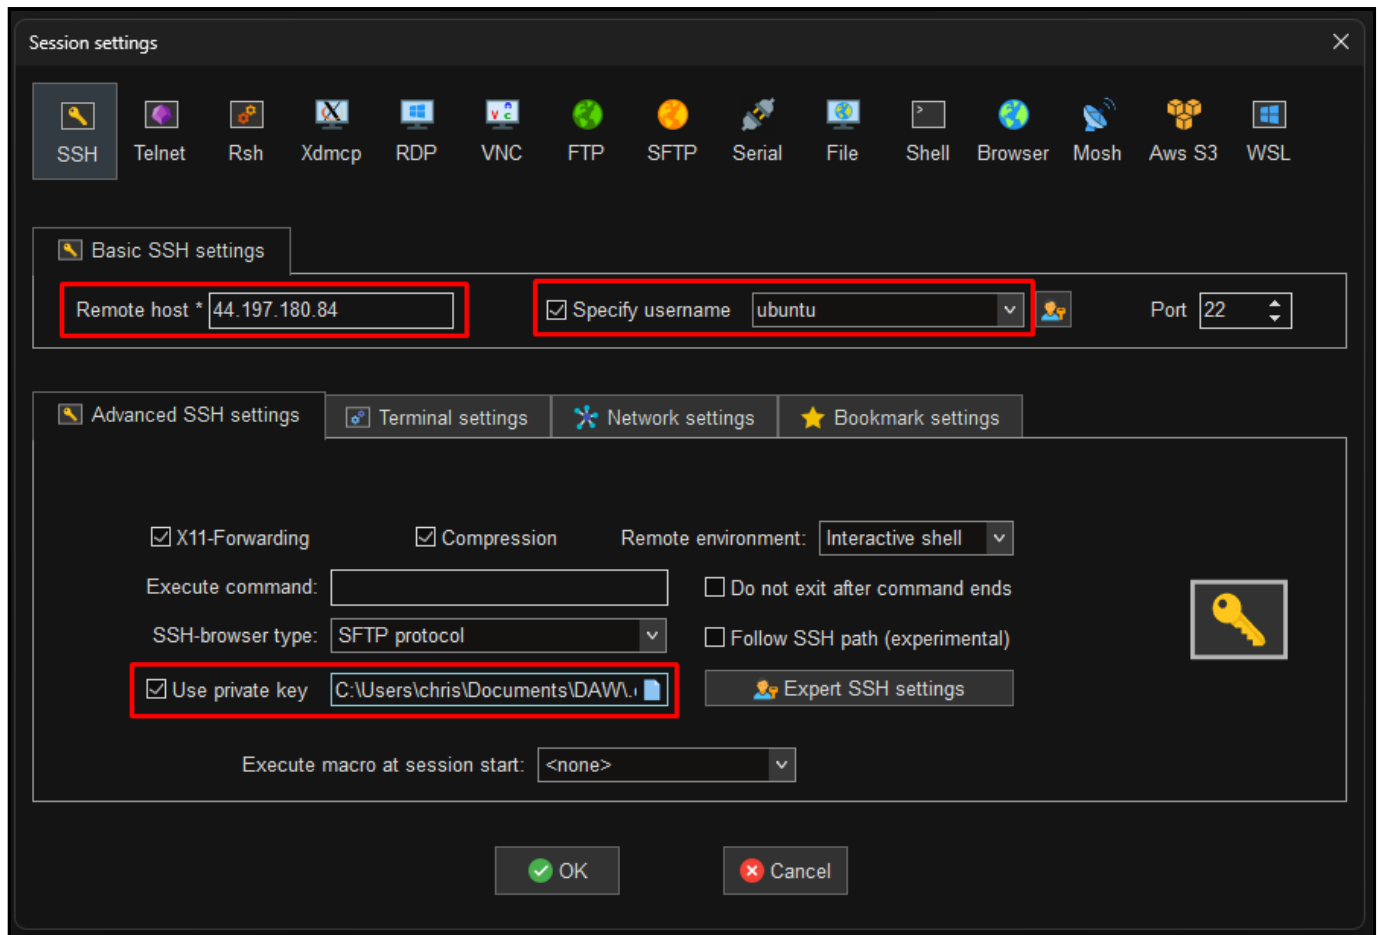 Session settings
SSH Telnet Rsh Xdmcp RDP VNC FTP SFTP Serial File Shell Browser Mosh Aws S3 WSL
Basic SSH settings
Remote host * 44.197.180.84 Specify username ubuntu Port 22
Advanced SSH settings Terminal settings Network settings Bookmark settings
X11-Forwarding Compression Remote environment: Interactive shell
Execute command: Do not exit after command ends
SSH-browser type: SFTP protocol Follow SSH path (experimental)
Use private key C:\Users\chris\Documents\DAW\. Expert SSH settings
Execute macro at session start: <none>
OK Cancel